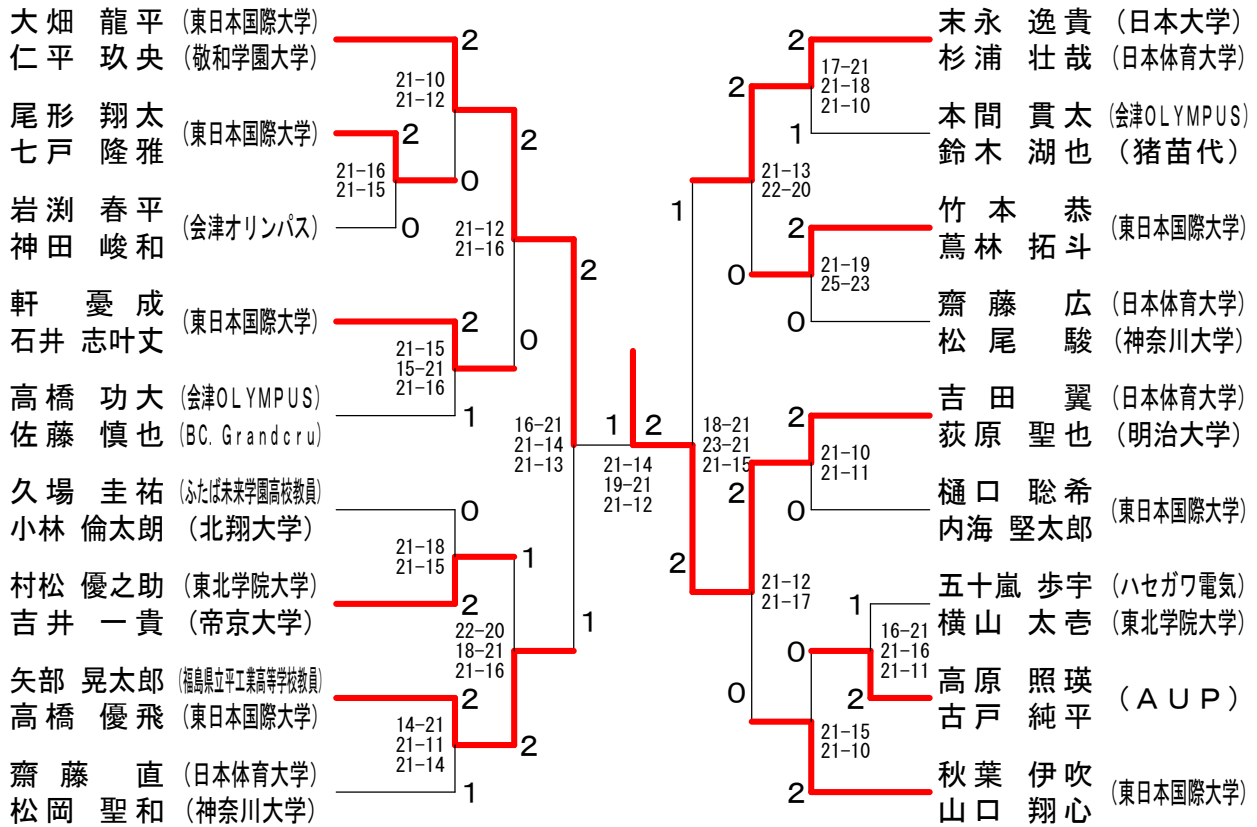 大畑 龍平 (東日本国際大学)
仁平 玖央 (敬和学園大学)
2
21-10
21-12
尾形 翔太
七戸 隆雅
(東日本国際大学)
2
0
21-16
21-15
岩渕 春平
神田 峻和
(会津オリンパス)
0
2
21-12
21-16
軒 憂成
石井 志叶丈
(東日本国際大学)
2
0
21-15
15-21
21-16
高橋 功大 (会津OLYMPUS)
佐藤 慎也 (BC. Grandcru)
1
2
16-21
21-14
21-13
久場 圭祐 (ふたば未来学園高校教員)
小林 倫太朗 (北翔大学)
0
21-18
21-15
1
村松 優之助 (東北学院大学)
吉井 一貴 (帝京大学)
2
22-20
18-21
21-16
1
矢部 晃太郎 (福島県立平工業高等学校教員)
高橋 優飛 (東日本国際大学)
2
14-21
21-11
21-14
2
齋藤 直 (日本体育大学)
松岡 聖和 (神奈川大学)
1
1
2
21-14
19-21
21-12
末永 逸貴 (日本大学)
杉浦 壮哉 (日本体育大学)
2
17-21
21-18
21-10
2
本間 貫太 (会津OLYMPUS)
鈴木 湖也 (猪苗代)
1
21-13
22-20
1
竹本 恭
蔦林 拓斗
(東日本国際大学)
2
21-19
25-23
0
齋藤 広 (日本体育大学)
松尾 駿 (神奈川大学)
0
18-21
23-21
21-15
吉田 翼 (日本体育大学)
荻原 聖也 (明治大学)
2
21-10
21-11
2
樋口 聡希
内海 堅太郎
(東日本国際大学)
0
2
21-12
21-17
五十嵐 歩宇 (ハセガワ電気)
横山 太壱 (東北学院大学)
1
16-21
21-16
21-11
0
高原 照瑛
古戸 純平
(AUP)
2
0
21-15
21-10
秋葉 伊吹
山口 翔心
(東日本国際大学)
2